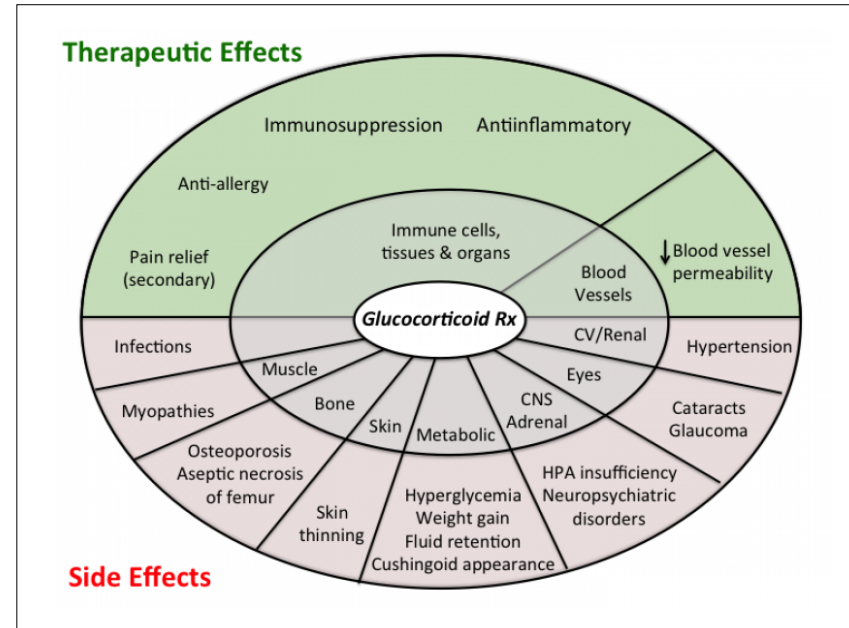 Therapeutic Effects
Immunosuppression
Antiinflammatory
Anti-allergy
Pain relief
(secondary)
Immune cells,
tissues & organs
Blood
Vessels
↓Blood vessel
permeability
Glucocorticoid Rx
Infections
Muscle
CV/Renal
Hypertension
Myopathies
Bone
Eyes
Cataracts
Glaucoma
Skin
Metabolic
CNS
Adrenal
Osteoporosis
Aseptic necrosis
of femur
Skin
thinning
Hyperglycemia
Weight gain
Fluid retention
Cushingoid appearance
HPA insufficiency
Neuropsychiatric
disorders
Side Effects